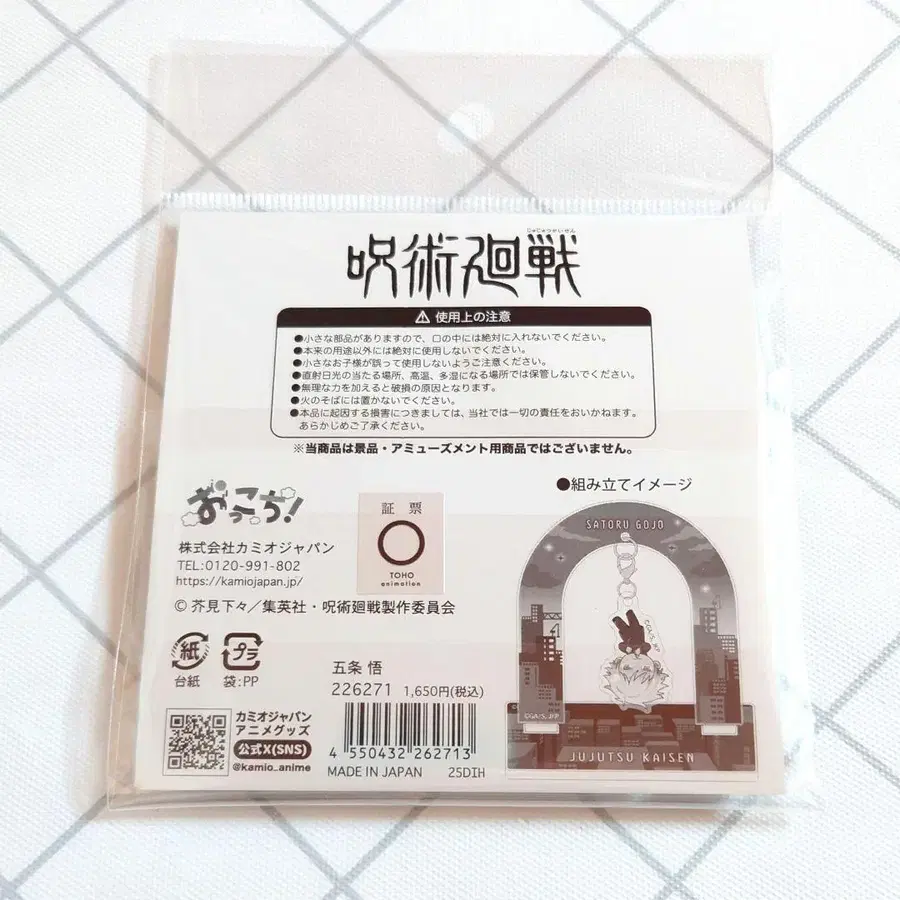 じゅじゅつかいせん
呪術廻戦
使用上の注意
●小さな部品がありますので、口の中には絶対に入れないでください。
●本来の用途以外には絶対に使用しないでください。
●小さなお子様が誤って使用しないようご注意ください。
●直射日光の当たる場所、高温、多湿になる場所では保管しないでください。
●無理な力を加えると破損の原因となります。
●火のそばには置かないでください。
●本品に起因する損害につきましては、当社では一切の責任をおいかねます。
あらかじめご了承ください。
※当商品は景品・アミューズメント用商品ではございません。
おっこち!
株式会社カミオジャパン
TEL:0120-991-802
https://kamiojapan.jp/
証票
TOHO
animation
© 芥見下々／集英社・呪術廻戦製作委員会
紙
台紙
プラ
袋:PP
カミオジャパン
アニメグッズ
公式X(SNS)
@kamio_anime
五条 悟
226271 1,650円(税込)
4 550432 262713
MADE IN JAPAN 25DIH
●組み立てイメージ
SATORU GOJO
©GA/S,JFP
JUJUTSU KAISEN